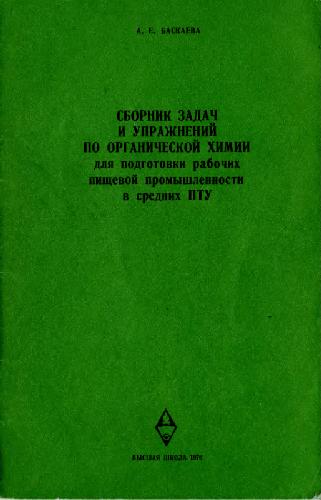 А. Е. БАСКАЕВА
СБОРНИК ЗАДАЧ
И УПРАЖНЕНИЙ
ПО ОРГАНИЧЕСКОЙ ХИМИИ
для подготовки рабочих
пищевой промышленности
в средних ПТУ
ВЫСШАЯ ШКОЛА